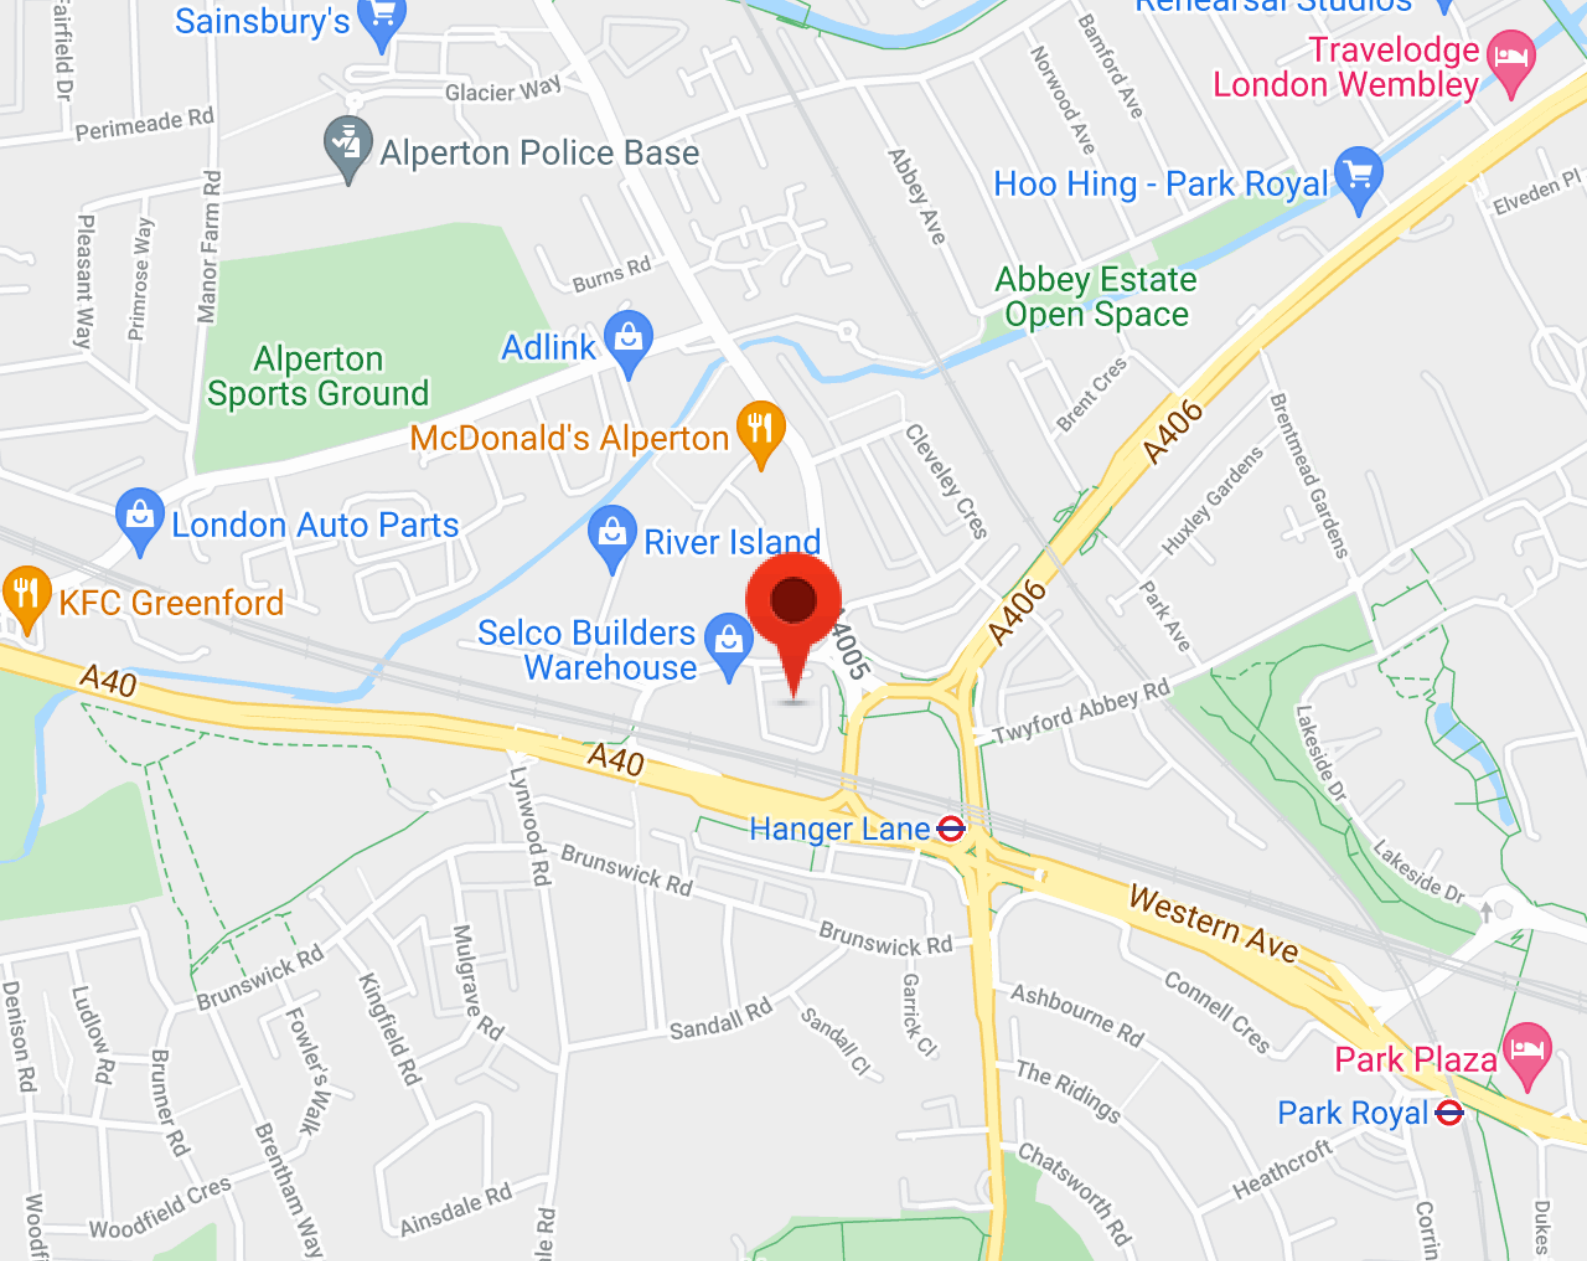 Sainsbury's
Rehearsal Studios
Travelodge
London Wembley
Fairfield Dr
Perimeade Rd
Glacier Way
Alperton Police Base
Bamford Ave
Norwood Ave
Abbey Ave
Hoo Hing - Park Royal
Elveden Pl
Manor Farm Rd
Pleasant Way
Primrose Way
Burns Rd
Abbey Estate
Open Space
Adlink
Alperton
Sports Ground
McDonald's Alperton
Brent Cres
A406
Brentmead Gardens
Cleveley Cres
Huxley Gardens
London Auto Parts
River Island
KFC Greenford
A406
Park Ave
Selco Builders
Warehouse
A4005
A40
Twyford Abbey Rd
Lakeside Dr
A40
Lynwood Rd
Hanger Lane
Brunswick Rd
Lakeside Dr
Western Ave
Brunswick Rd
Mulgrave Rd
Brunswick Rd
Kingfield Rd
Denison Rd
Ludlow Rd
Garrick Cl
Connell Cres
Ashbourne Rd
Sandall Rd
Sandall Cl
Fowler's Walk
Brunner Rd
Park Plaza
The Ridings
Park Royal
Brentham Way
Heathcroft
Chatsworth Rd
Woodfield Cres
Ainsdale Rd
Woodfi
le Rd
Corrin
Dukes